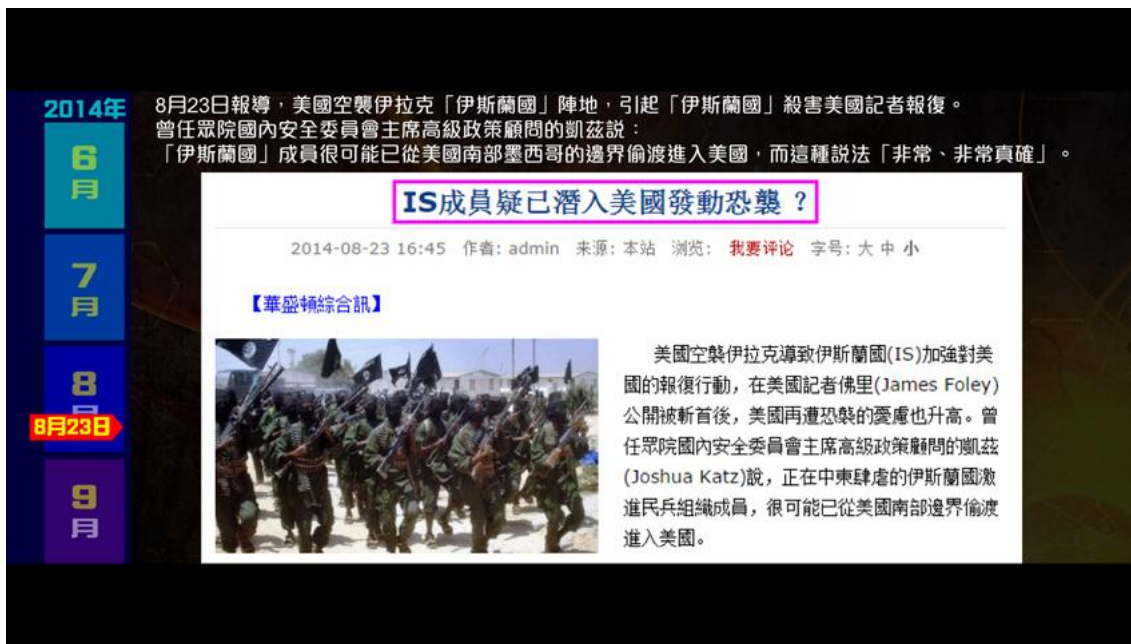 2014年
6
月
7
月
8
8月23日
9
月
8月23日報導，美國空襲伊拉克「伊斯蘭國」陣地，引起「伊斯蘭國」殺害美國記者報復。
曾任眾院國內安全委員會主席高級政策顧問的凱茲說：
「伊斯蘭國」成員很可能已從美國南部墨西哥的邊界偷渡進入美國，而這種説法「非常、非常真確」。
IS成員疑已潛入美國發動恐襲 ？
2014-08-23 16:45 作者: admin 来源: 本站 浏览: 我要评论 字号: 大 中 小
【華盛頓綜合訊】
美國空襲伊拉克導致伊斯蘭國(IS)加強對美
國的報復行動，在美國記者佛里(James Foley)
公開被斬首後，美國再遭恐襲的憂慮也升高。曾
任眾院國內安全委員會主席高級政策顧問的凱茲
(Joshua Katz)說，正在中東肆虐的伊斯蘭國激
進民兵組織成員，很可能已從美國南部邊界偷渡
進入美國。